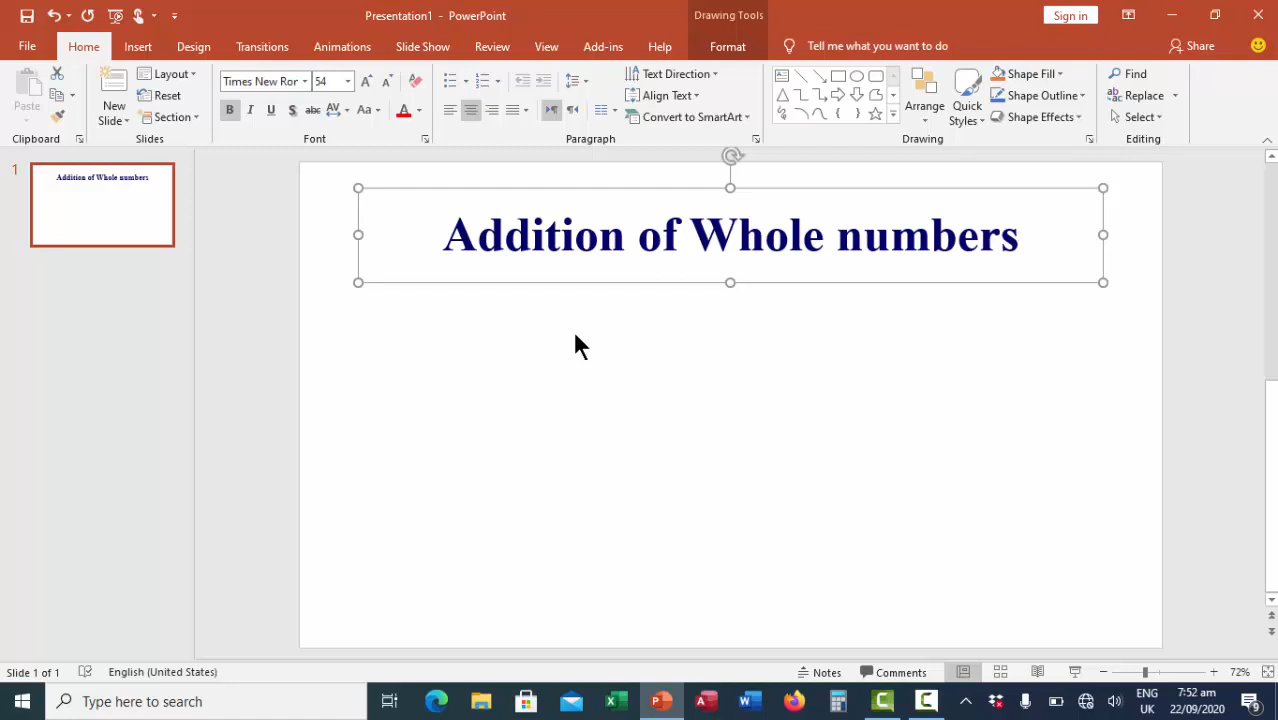 Presentation1 - PowerPoint
Drawing Tools
Sign in
File Home Insert Design Transitions Animations Slide Show Review View Add-ins Help Format Tell me what you want to do Share
Paste
Clipboard
New
Slide
Layout
Reset
Section
Slides
Times New Ror 54
B I U S abc AV Aa A
Font
Text Direction
Align Text
Convert to SmartArt
Paragraph
Arrange
Quick
Styles
Shape Fill
Shape Outline
Shape Effects
Drawing
Find
Replace
Select
Editing
1
Addition of Whole numbers
Addition of Whole numbers
Slide 1 of 1 English (United States) Notes Comments 72%
Type here to search
ENG
UK
7:52 am
22/09/2020
9